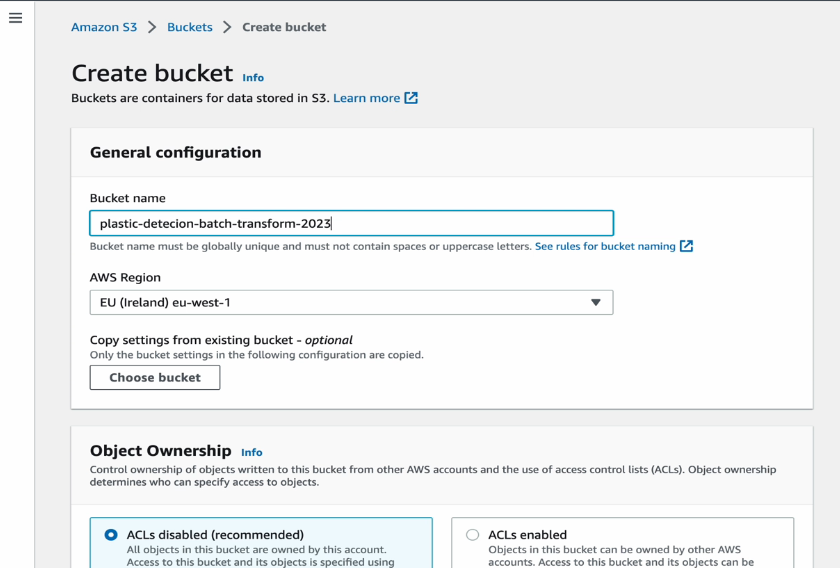 Amazon S3 > Buckets > Create bucket
Create bucket Info
Buckets are containers for data stored in S3. Learn more
General configuration
Bucket name
plastic-detecion-batch-transform-2023
Bucket name must be globally unique and must not contain spaces or uppercase letters. See rules for bucket naming
AWS Region
EU (Ireland) eu-west-1
Copy settings from existing bucket - optional
Only the bucket settings in the following configuration are copied.
Choose bucket
Object Ownership Info
Control ownership of objects written to this bucket from other AWS accounts and the use of access control lists (ACLs). Object ownership
determines who can specify access to objects.
ACLs disabled (recommended)
All objects in this bucket are owned by this account.
Access to this bucket and its objects is specified using
ACLs enabled
Objects in this bucket can be owned by other AWS
accounts. Access to this bucket and its objects can be